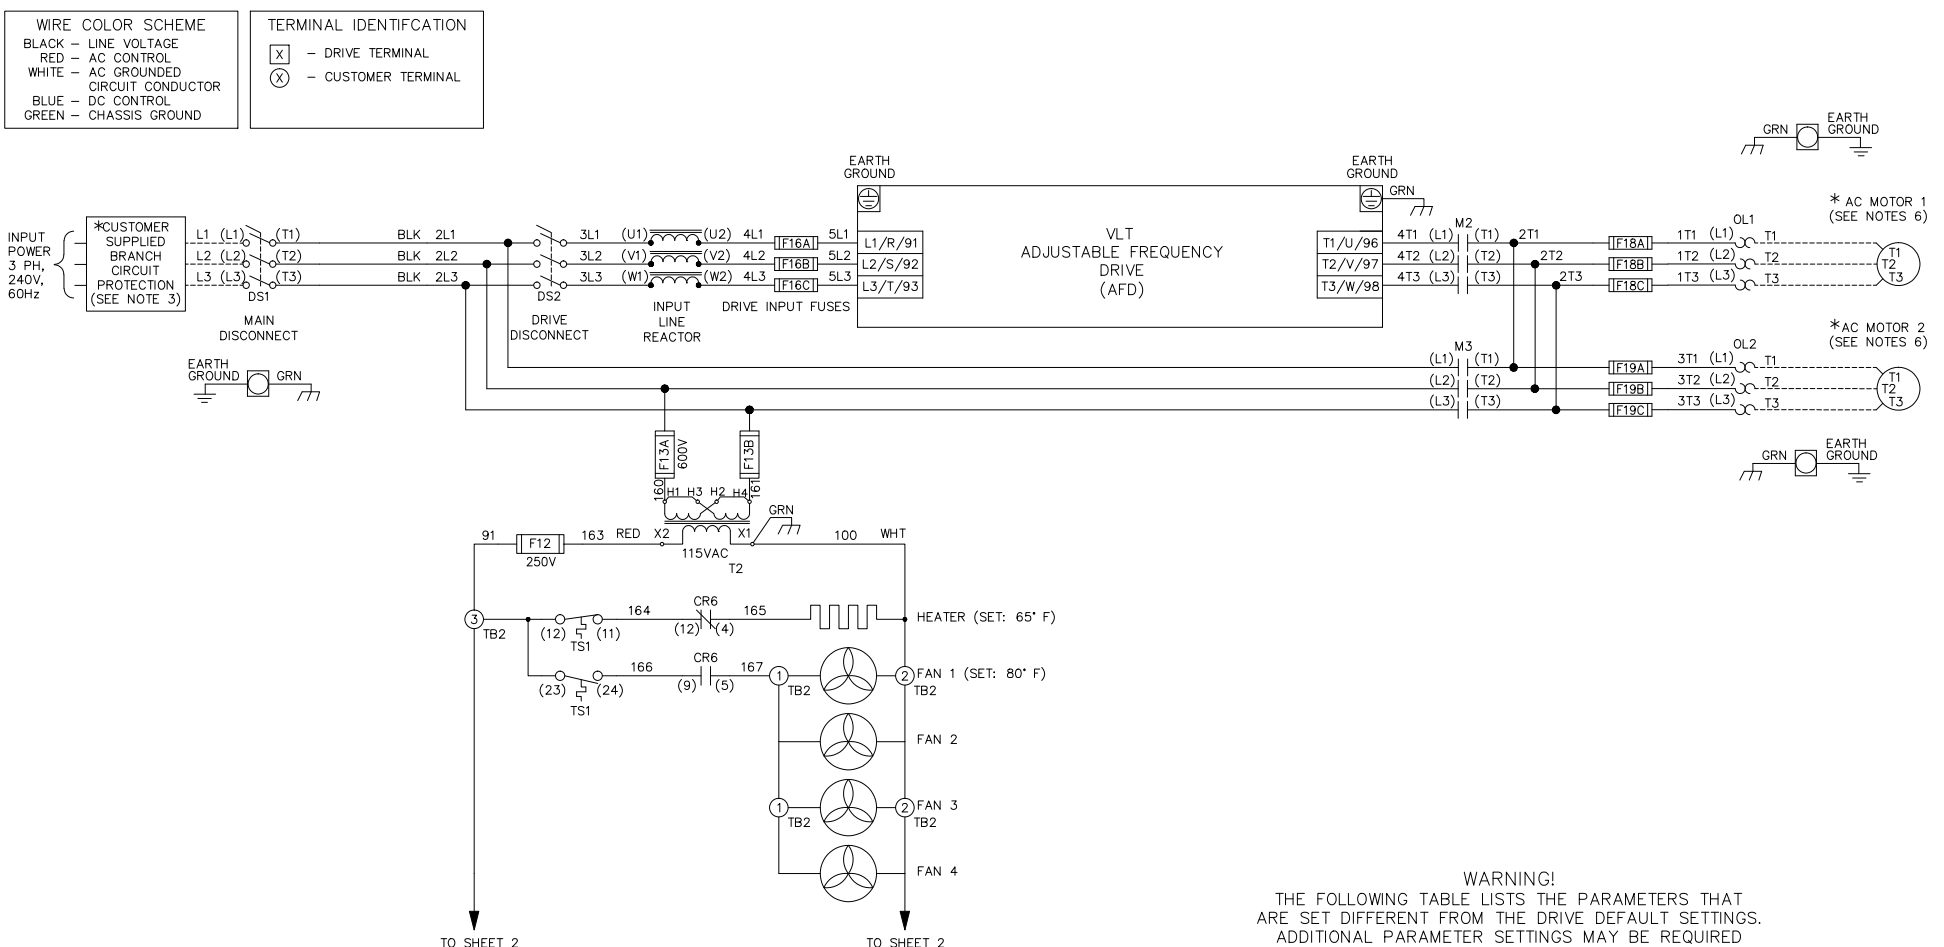 WIRE COLOR SCHEME
BLACK – LINE VOLTAGE
RED – AC CONTROL
WHITE – AC GROUNDED
CIRCUIT CONDUCTOR
BLUE – DC CONTROL
GREEN – CHASSIS GROUND
TERMINAL IDENTIFCATION
X – DRIVE TERMINAL
X – CUSTOMER TERMINAL
INPUT
POWER
3 PH,
240V,
60Hz
*CUSTOMER
SUPPLIED
BRANCH
CIRCUIT
PROTECTION
(SEE NOTE 3)
L1 (L1) (T1) BLK 2L1 3L1 (U1) (U2) 4L1 F16A 5L1 L1/R/91
L2 (L2) (T2) BLK 2L2 3L2 (V1) (V2) 4L2 F16B 5L2 L2/S/92
L3 (L3) (T3) BLK 2L3 3L3 (W1) (W2) 4L3 F16C 5L3 L3/T/93
DS1
MAIN
DISCONNECT
DS2
DRIVE
DISCONNECT
INPUT
LINE
REACTOR
DRIVE INPUT FUSES
EARTH
GROUND
GRN
EARTH
GROUND
VLT
ADJUSTABLE FREQUENCY
DRIVE
(AFD)
EARTH
GROUND
GRN
M2
T1/U/96 4T1 (L1) (T1) 2T1 F18A 1T1 (L1) T1
T2/V/97 4T2 (L2) (T2) 2T2 F18B 1T2 (L2) T2
T3/W/98 4T3 (L3) (T3) 2T3 F18C 1T3 (L3) T3
OL1
GRN
EARTH
GROUND
* AC MOTOR 1
(SEE NOTES 6)
T1
T2
T3
M3
(L1) (T1) F19A 3T1 (L1) T1
(L2) (T2) F19B 3T2 (L2) T2
(L3) (T3) F19C 3T3 (L3) T3
OL2
*AC MOTOR 2
(SEE NOTES 6)
T1
T2
T3
GRN
EARTH
GROUND
F13A
600V
F13B
160
161
H1 H3 H2 H4
GRN
91 F12 163 RED X2 X1 100 WHT
250V
115VAC
T2
3
TB2
164 CR6 165
(12) (11) (12) (4)
TS1
HEATER (SET: 65° F)
166 CR6 167
(23) (24) (9) (5)
TS1
1
TB2
2
TB2
FAN 1 (SET: 80° F)
FAN 2
1
TB2
2
TB2
FAN 3
FAN 4
TO SHEET 2
TO SHEET 2
WARNING!
THE FOLLOWING TABLE LISTS THE PARAMETERS THAT
ARE SET DIFFERENT FROM THE DRIVE DEFAULT SETTINGS.
ADDITIONAL PARAMETER SETTINGS MAY BE REQUIRED